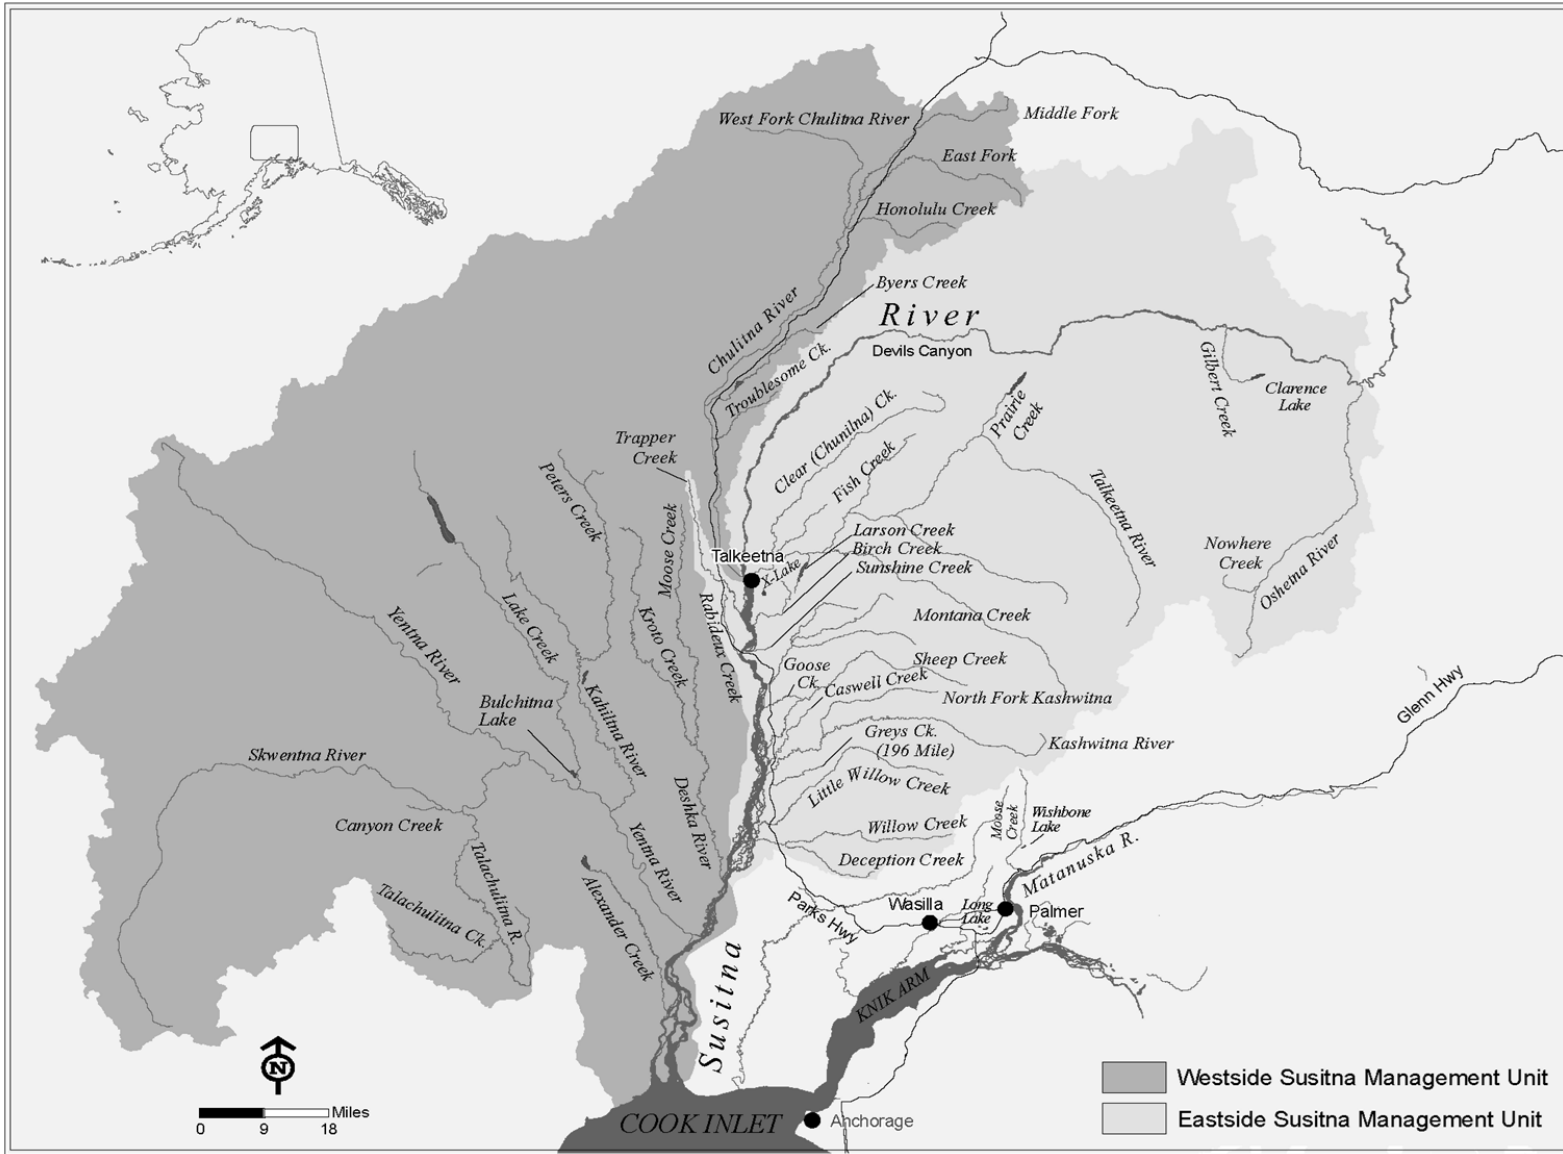 West Fork Chulitna River
Middle Fork
East Fork
Honolulu Creek
Byers Creek
River
Chulitna River
Devils Canyon
Troublesome Ck.
Gilbert Creek
Clarence
Lake
Prairie
Creek
Clear (Chunilna) Ck.
Trapper
Creek
Fish Creek
Peters Creek
Talkeetna River
Moose Creek
Larson Creek
Birch Creek
Sunshine Creek
Nowhere
Creek
Oshetna River
Talkeetna
X-Lake
Lake Creek
Yentna River
Kroto Creek
Rabideux Creek
Montana Creek
Goose
Ck.
Sheep Creek
Caswell Creek
North Fork Kashwitna
Bulchitna
Lake
Kahiltna River
Glenn Hwy
Skwentna River
Greys Ck.
(196 Mile)
Kashwitna River
Little Willow Creek
Deshka River
Canyon Creek
Willow Creek
Moose
Creek
Wishbone
Lake
Talachulitna R.
Yentna River
Deception Creek
Matanuska R.
Alexander Creek
Talachulitna Ck.
Parks Hwy
Wasilla
Long
Lake
Palmer
Susitna
KNIK ARM
N
Miles
0 9 18
COOK INLET
Anchorage
Westside Susitna Management Unit
Eastside Susitna Management Unit